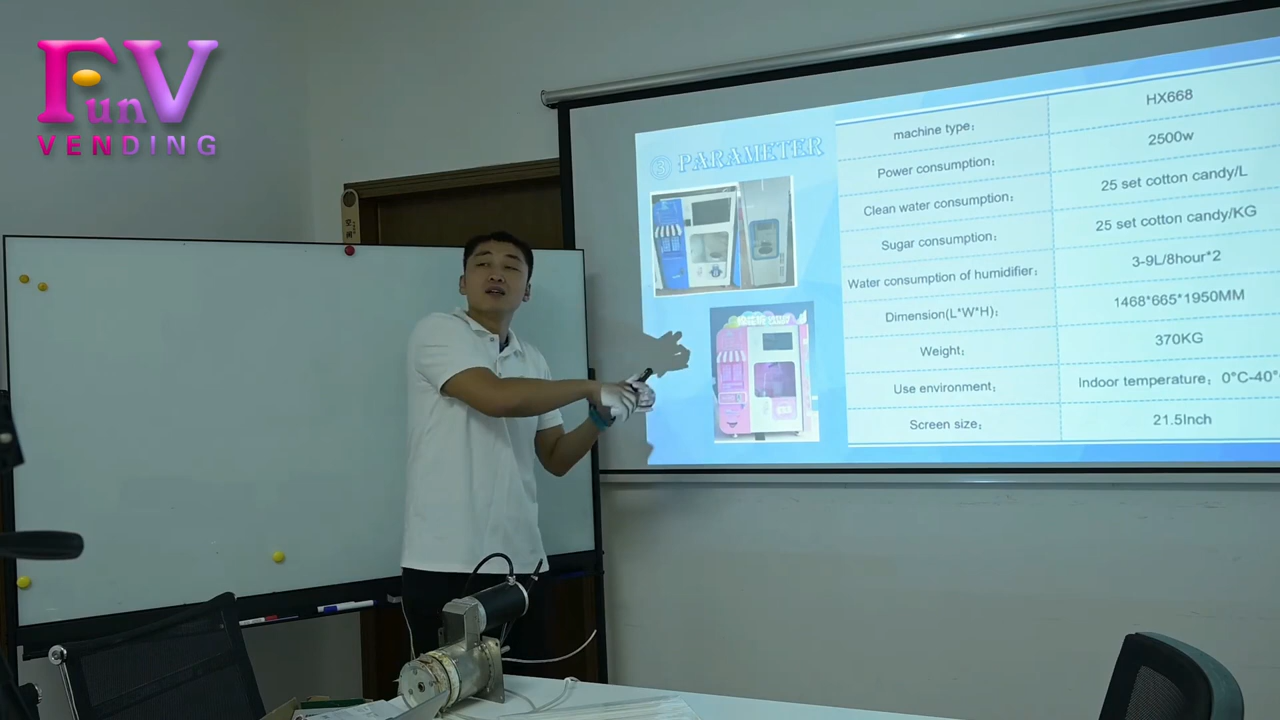 FunV
VENDING
③ PARAMETER
machine type: HX668
Power consumption: 2500w
Clean water consumption: 25 set cotton candy/L
Sugar consumption: 25 set cotton candy/KG
Water consumption of humidifier: 3-9L/8hour*2
Dimension(L*W*H): 1468*665*1950MM
Weight: 370KG
Use environment: Indoor temperature: 0°C-40°
Screen size: 21.5Inch